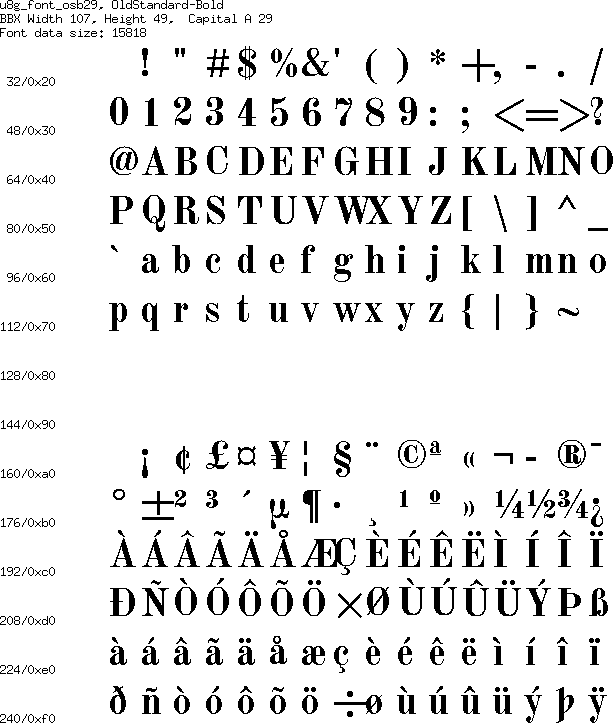 u8g_font_osb29, OldStandard-Bold
BBX Width 107, Height 49,  Capital A 29
Font data size: 15818
32/0x20 ! " # $ % & ' ( ) * + , - . /
48/0x30 0 1 2 3 4 5 6 7 8 9 : ; < = > ?
64/0x40 @ A B C D E F G H I J K L M N O
80/0x50 P Q R S T U V W X Y Z [ \ ] ^ _
96/0x60 ` a b c d e f g h i j k l m n o
112/0x70 p q r s t u v w x y z { | } ~
128/0x80
144/0x90
160/0xa0 ¡ ¢ £ ¤ ¥ ¦ § ¨ © ª « ¬ - ® ¯
176/0xb0 ° ± ² ³ ´ µ ¶ · ¸ ¹ º » ¼ ½ ¾ ¿
192/0xc0 À Á Â Ã Ä Å Æ Ç È É Ê Ë Ì Í Î Ï
208/0xd0 Ð Ñ Ò Ó Ô Õ Ö × Ø Ù Ú Û Ü Ý Þ ß
224/0xe0 à á â ã ä å æ ç è é ê ë ì í î ï
240/0xf0 ð ñ ò ó ô õ ö ÷ ø ù ú û ü ý þ ÿ